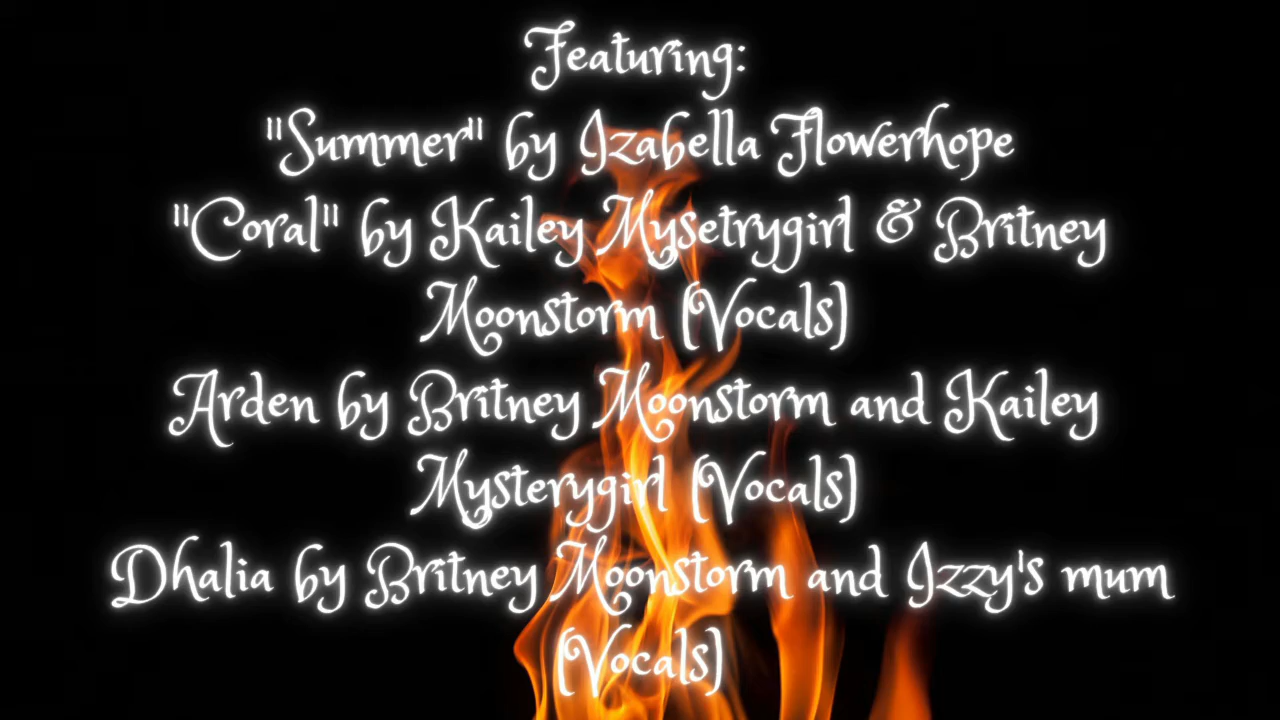 Featuring:
"Summer" by Izabella Flowerhope
"Coral" by Kailey Mysetrygirl & Britney
Moonstorm (Vocals)
Arden by Britney Moonstorm and Kailey
Mysterygirl (Vocals)
Dhalia by Britney Moonstorm and Izzy's mum
(Vocals)